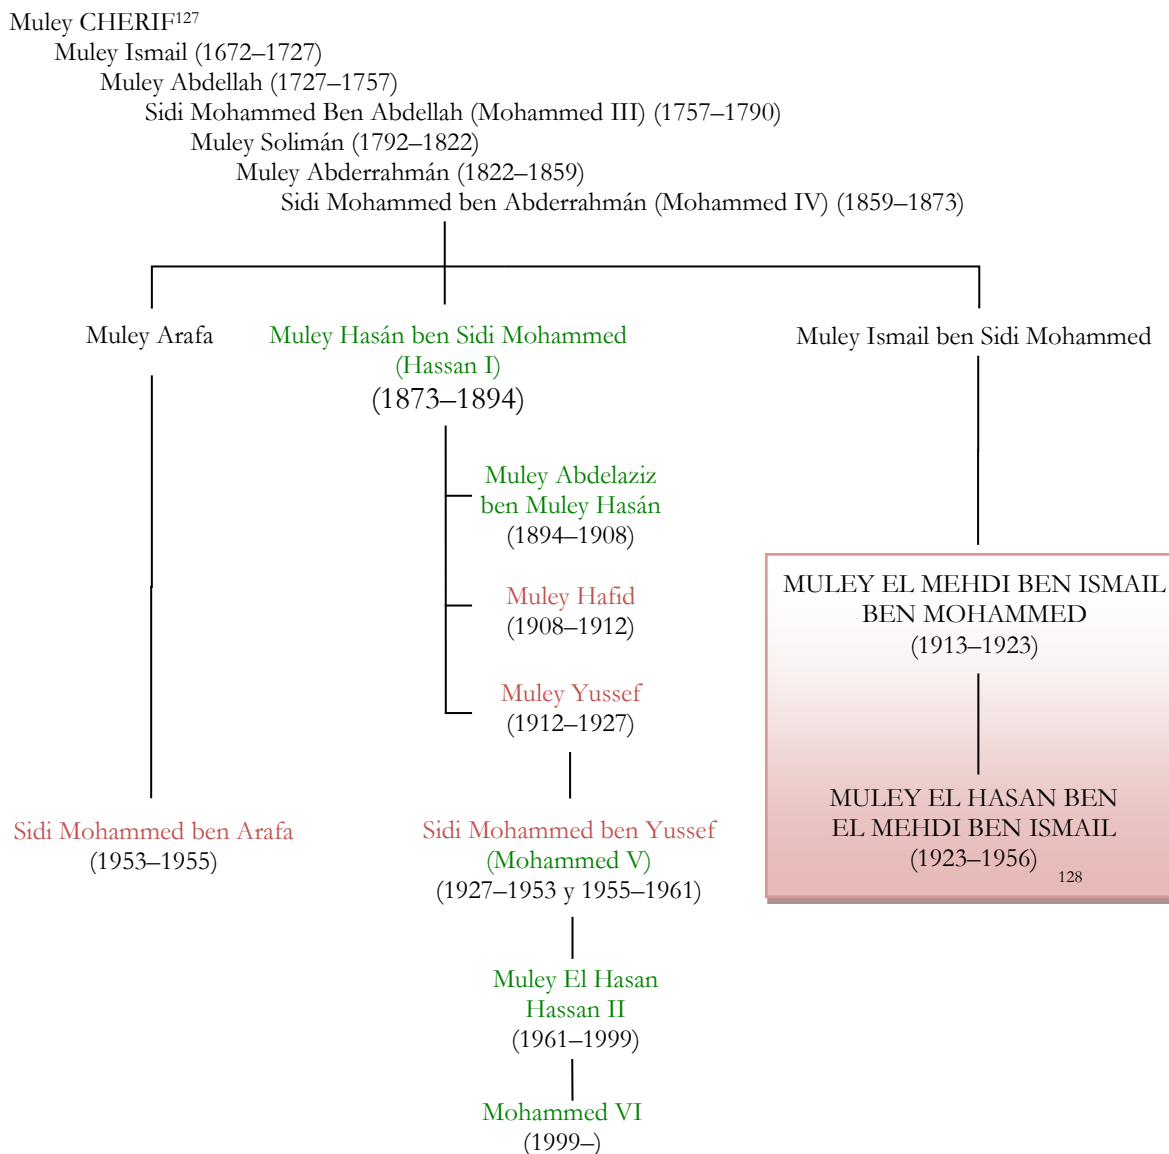 Muley CHERIF127
Muley Ismail (1672–1727)
Muley Abdellah (1727–1757)
Sidi Mohammed Ben Abdellah (Mohammed III) (1757–1790)
Muley Solimán (1792–1822)
Muley Abderrahmán (1822–1859)
Sidi Mohammed ben Abderrahmán (Mohammed IV) (1859–1873)
Muley Arafa
Muley Hasán ben Sidi Mohammed
(Hassan I)
(1873–1894)
Muley Ismail ben Sidi Mohammed
Muley Abdelaziz
ben Muley Hasán
(1894–1908)
Muley Hafid
(1908–1912)
Muley Yussef
(1912–1927)
MULEY EL MEHDI BEN ISMAIL
BEN MOHAMMED
(1913–1923)
MULEY EL HASAN BEN
EL MEHDI BEN ISMAIL
(1923–1956)
128
Sidi Mohammed ben Arafa
(1953–1955)
Sidi Mohammed ben Yussef
(Mohammed V)
(1927–1953 y 1955–1961)
Muley El Hasan
Hassan II
(1961–1999)
Mohammed VI
(1999–)